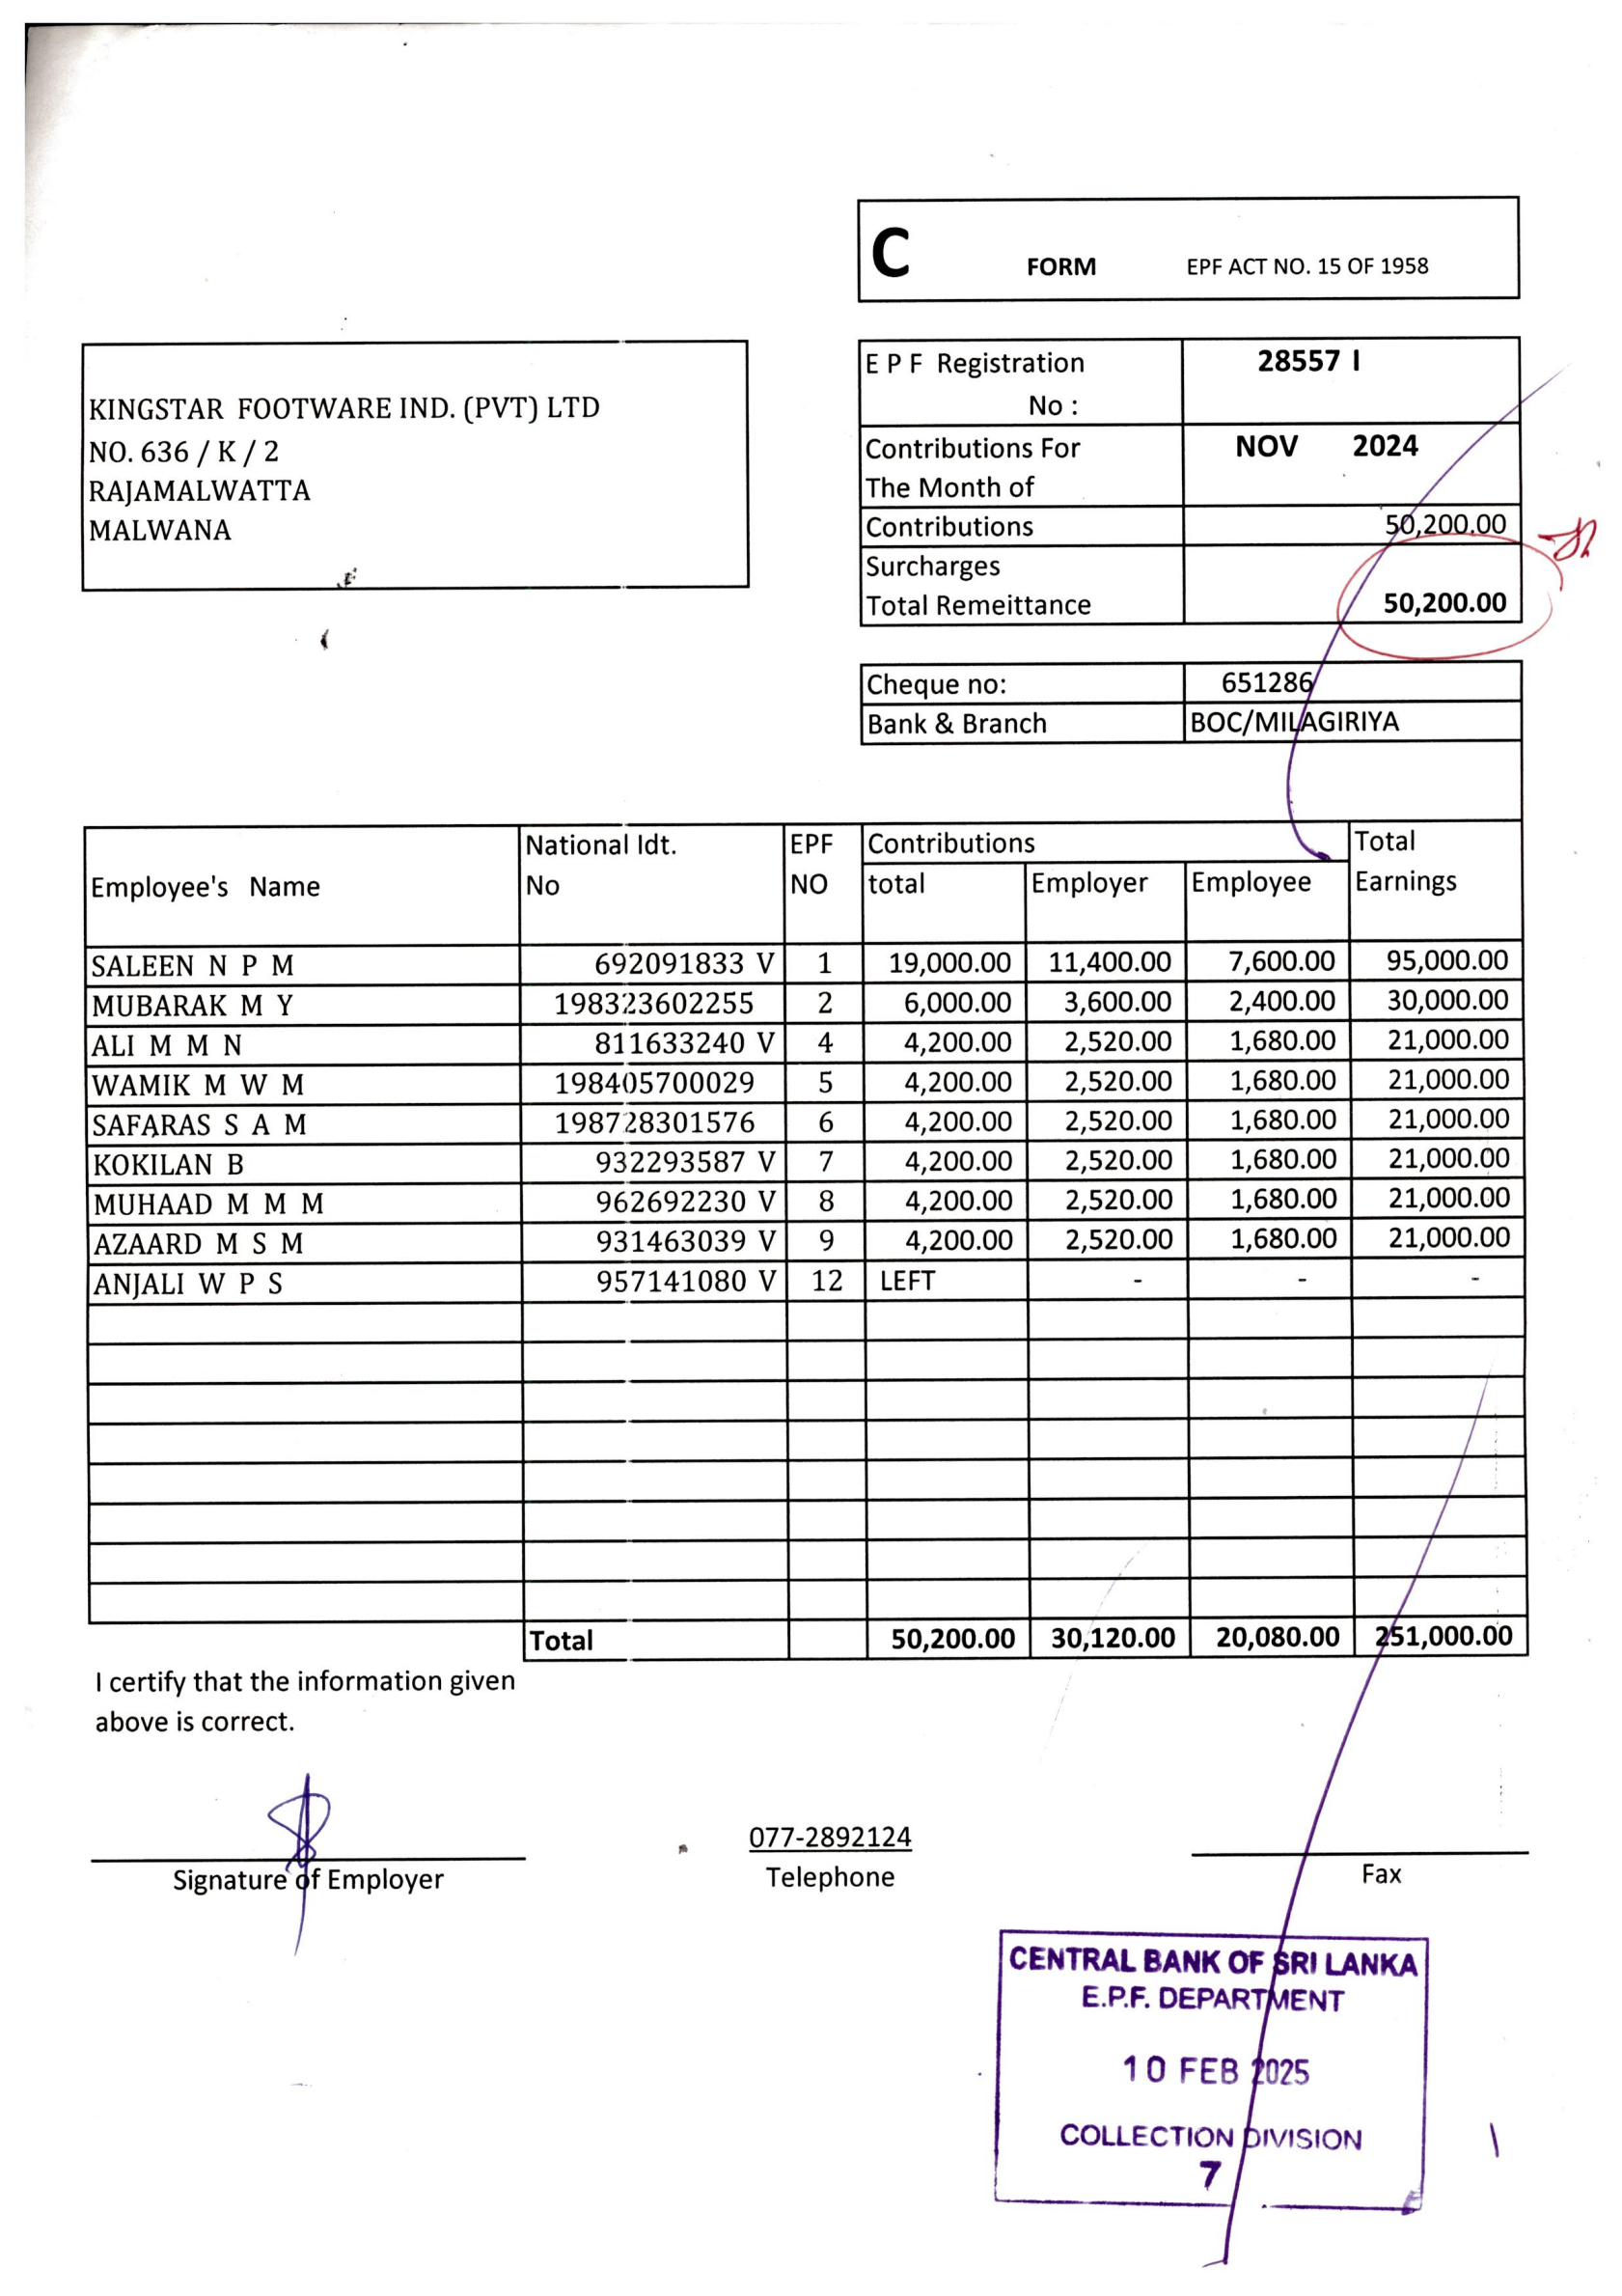 C FORM EPF ACT NO. 15 OF 1958
KINGSTAR FOOTWARE IND. (PVT) LTD
NO. 636 / K / 2
RAJAMALWATTA
MALWANA
E P F Registration No : 28557 I
Contributions For The Month of NOV 2024
Contributions 50,200.00
Surcharges
Total Remeittance 50,200.00
Cheque no: 651286
Bank & Branch BOC/MILAGIRIYA
Employee's Name National Idt. No EPF NO Contributions total Employer Employee Total Earnings
SALEEN N P M 692091833 V 1 19,000.00 11,400.00 7,600.00 95,000.00
MUBARAK M Y 198323602255 2 6,000.00 3,600.00 2,400.00 30,000.00
ALI M M N 811633240 V 4 4,200.00 2,520.00 1,680.00 21,000.00
WAMIK M W M 198405700029 5 4,200.00 2,520.00 1,680.00 21,000.00
SAFARAS S A M 198728301576 6 4,200.00 2,520.00 1,680.00 21,000.00
KOKILAN B 932293587 V 7 4,200.00 2,520.00 1,680.00 21,000.00
MUHAAD M M M 962692230 V 8 4,200.00 2,520.00 1,680.00 21,000.00
AZAARD M S M 931463039 V 9 4,200.00 2,520.00 1,680.00 21,000.00
ANJALI W P S 957141080 V 12 LEFT - - -
Total 50,200.00 30,120.00 20,080.00 251,000.00
I certify that the information given
above is correct.
077-2892124
Signature of Employer Telephone Fax
CENTRAL BANK OF SRI LANKA
E.P.F. DEPARTMENT
10 FEB 2025
COLLECTION DIVISION
7